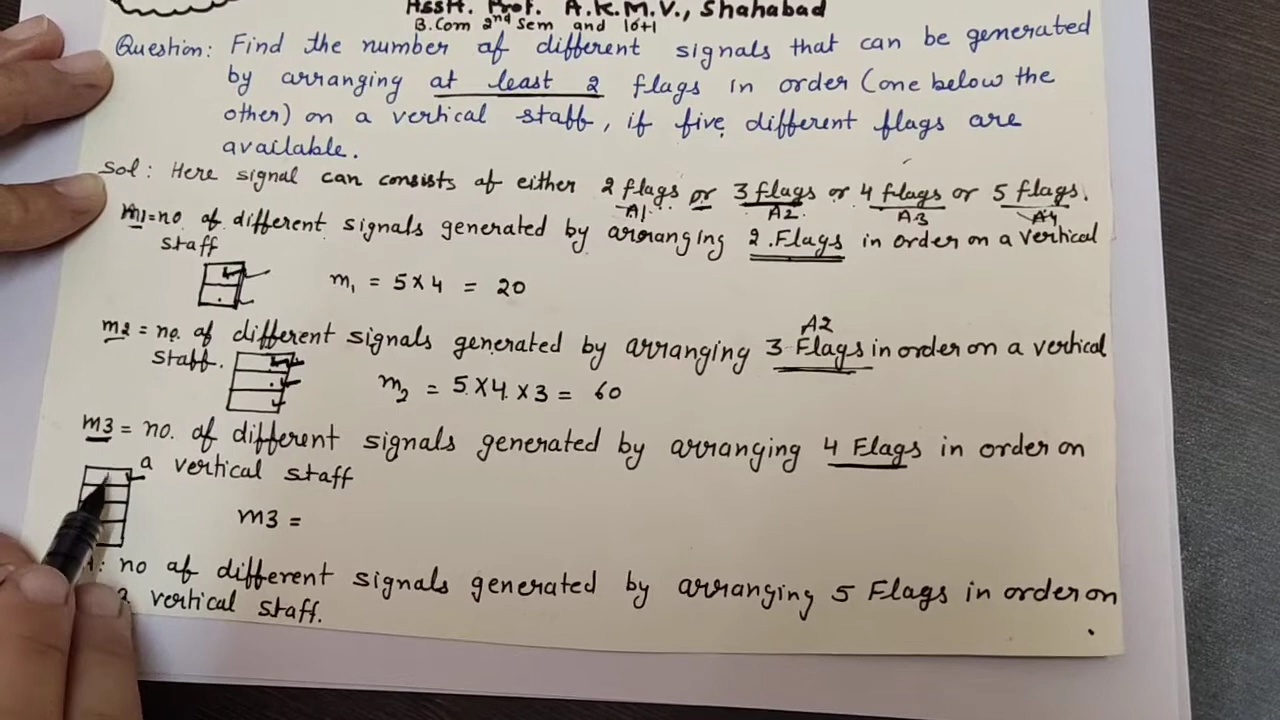 Asstt. Prof. A.K.M.V., Shahabad
B.Com 2nd Sem and 10+1
Question: Find the number of different signals that can be generated
by arranging at least 2 flags in order (one below the
other) on a vertical staff, if five different flags are
available.
Sol: Here signal can consists of either 2 flags or 3 flags or 4 flags or 5 flags.
A1 A2 A3 A4
m1=no. of different signals generated by arranging 2 Flags in order on a vertical
staff
m1 = 5×4 = 20
A2
m2 = no. of different signals generated by arranging 3 Flags in order on a vertical
staff.
m2 = 5×4×3 = 60
m3 = no. of different signals generated by arranging 4 Flags in order on
a vertical staff
m3 =
: no of different signals generated by arranging 5 Flags in order on
a vertical staff.